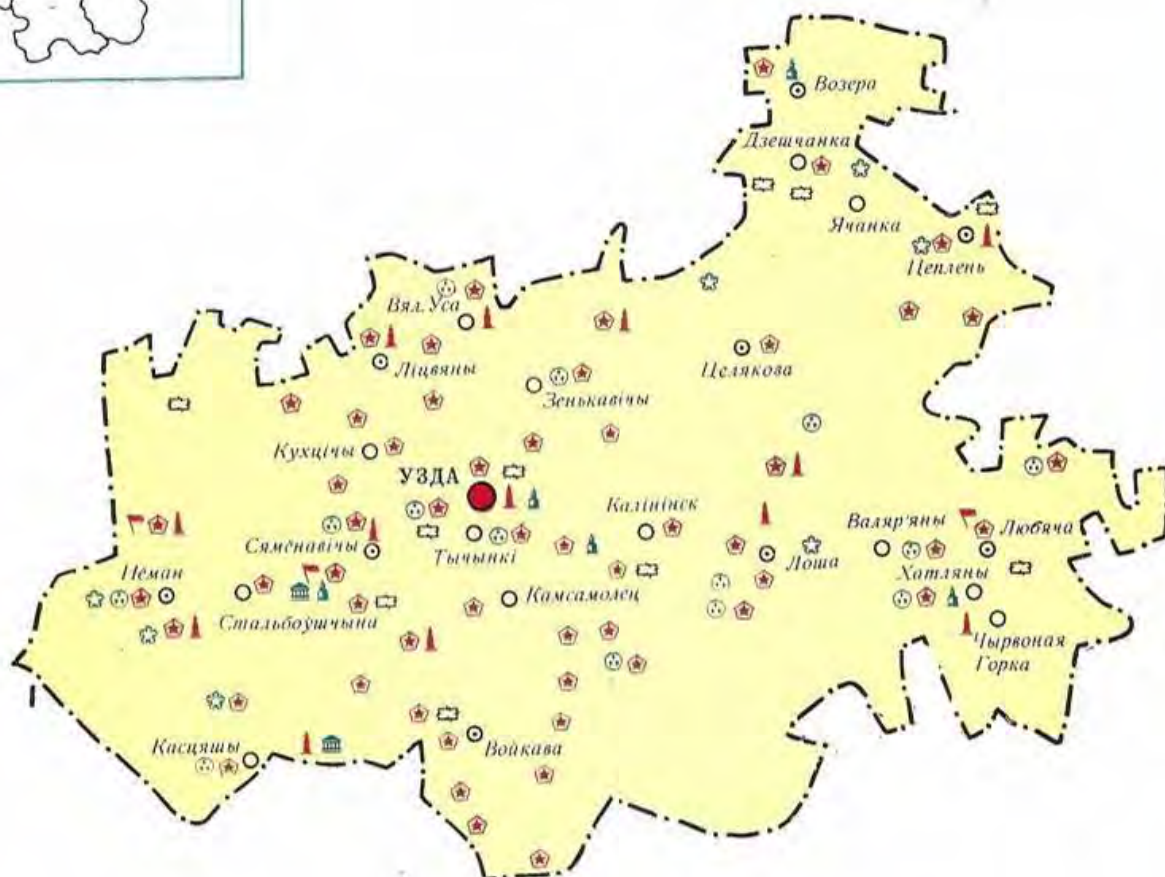 Возера
Дзешчанка
Ячанка
Цеплень
Вял. Уса
Ліцвяны
Целякова
Зенькавічы
Кухцічы
УЗДА
Калінінск
Валяр'яны
Любяча
Сямёнавічы
Тычынкі
Лоша
Хатляны
Нёман
Стальбоўшчына
Камсамолец
Чырвоная
Горка
Касцяшы
Войкава